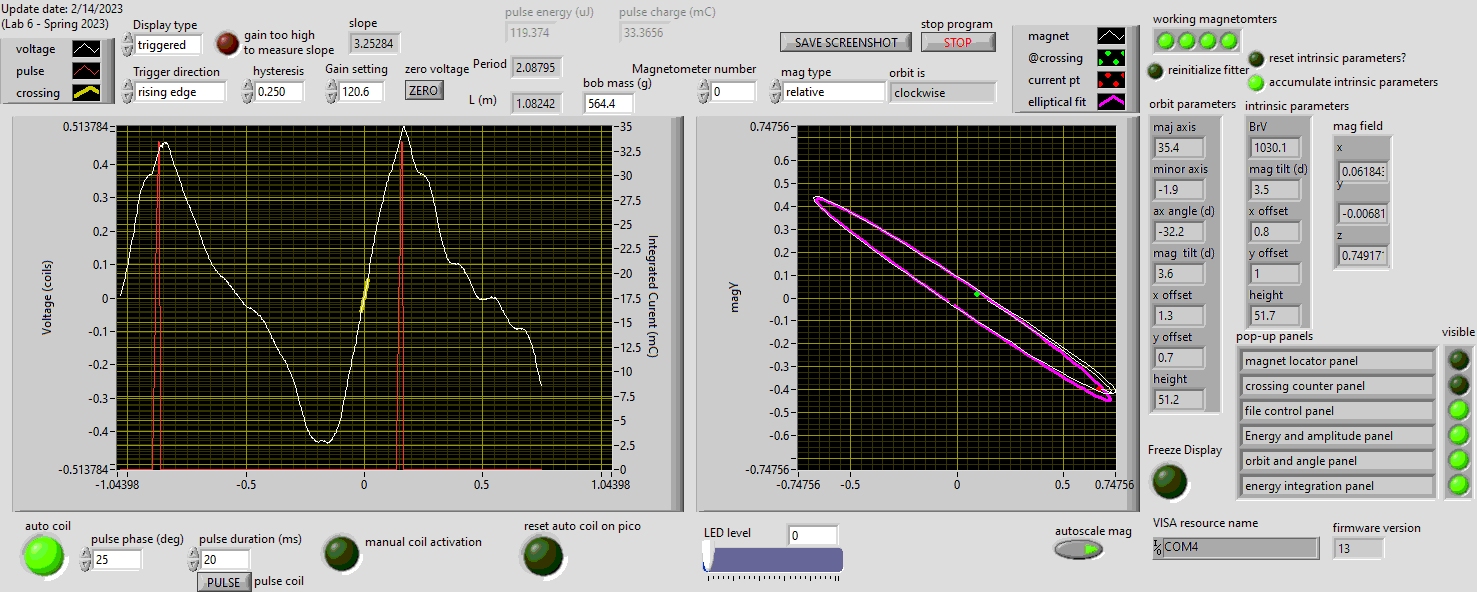 Update date: 2/14/2023
(Lab 6 - Spring 2023)
voltage
pulse
crossing
Display type
triggered
gain too high
to measure slope
slope
3.25284
Trigger direction
rising edge
hysteresis
0.250
Gain setting
120.6
zero voltage
ZERO
pulse energy (uJ)
119.374
pulse charge (mC)
33.3656
Period
2.08795
L (m)
1.08242
bob mass (g)
564.4
Magnetometer number
0
mag type
relative
orbit is
clockwise
SAVE SCREENSHOT
stop program
STOP
magnet
@crossing
current pt
elliptical fit
working magnetomters
reinitialize fitter
reset intrinsic parameters?
accumulate intrinsic parameters
orbit parameters
maj axis
35.4
minor axis
-1.9
ax angle (d)
-32.2
mag tilt (d)
3.6
x offset
1.3
y offset
0.7
height
51.2
intrinsic parameters
BrV
1030.1
mag tilt (d)
3.5
x offset
0.8
y offset
1
height
51.7
mag field
x
0.06184
y
-0.00681
z
0.74917
Voltage (coils)
0.513784
0.4
0.3
0.2
0.1
0
-0.1
-0.2
-0.3
-0.4
-0.513784
-1.04398
-0.5
0
0.5
1.04398
35
32.5
30
27.5
25
22.5
20
17.5
15
12.5
10
7.5
5
2.5
0
Integrated Curent (mC)
magy
0.74756
0.6
0.5
0.4
0.3
0.2
0.1
0
-0.1
-0.2
-0.3
-0.4
-0.5
-0.6
-0.74756
-0.74756
-0.5
0
0.5
0.74756
pop-up panels
visible
magnet locator panel
crossing counter panel
file control panel
Energy and amplitude panel
orbit and angle panel
energy integration panel
Freeze Display
auto coil
pulse phase (deg)
25
pulse duration (ms)
20
PULSE
pulse coil
manual coil activation
reset auto coil on pico
LED level
0
autoscale mag
VISA resource name
COM4
firmware version
13